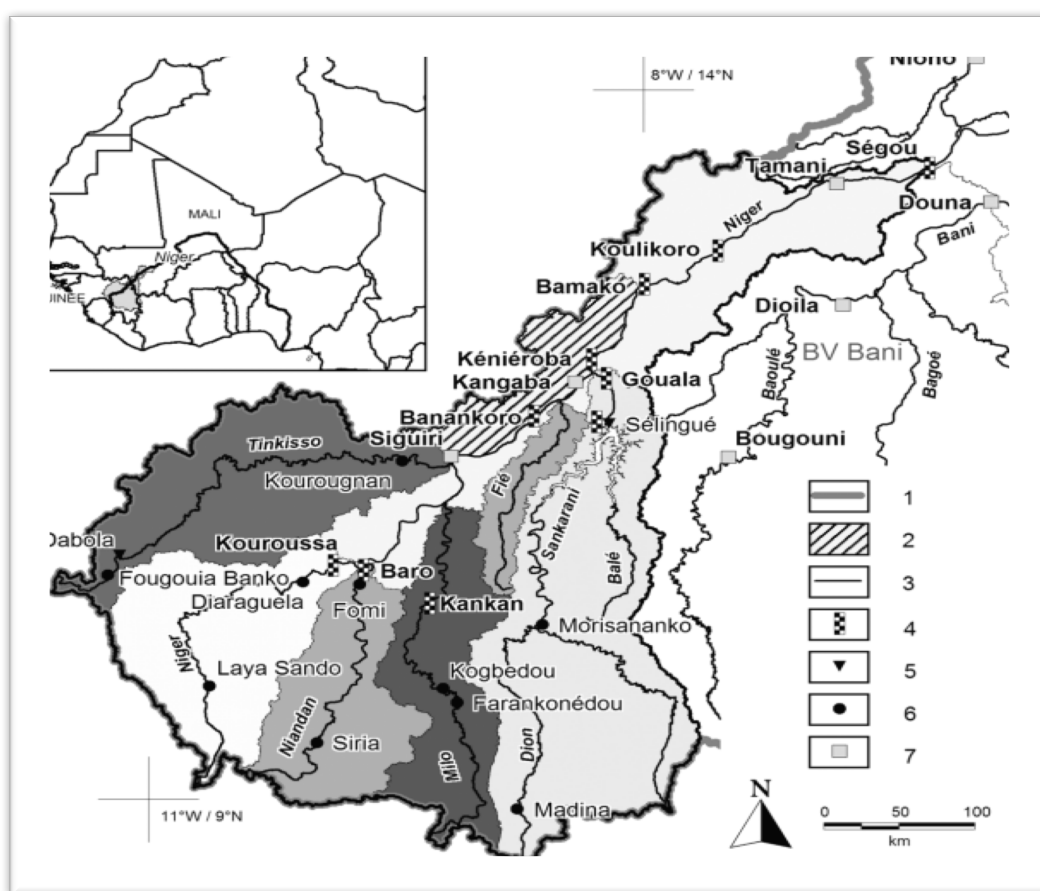 8°W / 14°N
Niono
Ségou
Tamani
Douna
Niger
Bani
Koulikoro
MALI
Niger
UINÉE
Bamako
Dioila
BV Bani
Kéniéroba
Kangaba
Gouala
Baoulé
Bagoé
Banankoro
Sélingué
Siguiri
Tinkisso
Bougouni
Kourougnan
Fié
Sankarani
1
2
Dabola
Kouroussa
Balé
3
Fougouia Banko
Baro
Diaraguela
Fomi
Kankan
4
Morisananko
5
Niger
Laya Sando
Kogbedou
6
Farankonédou
Niandan
Siria
Milo
Dion
7
Madina
N
0 50 100
km
11°W / 9°N